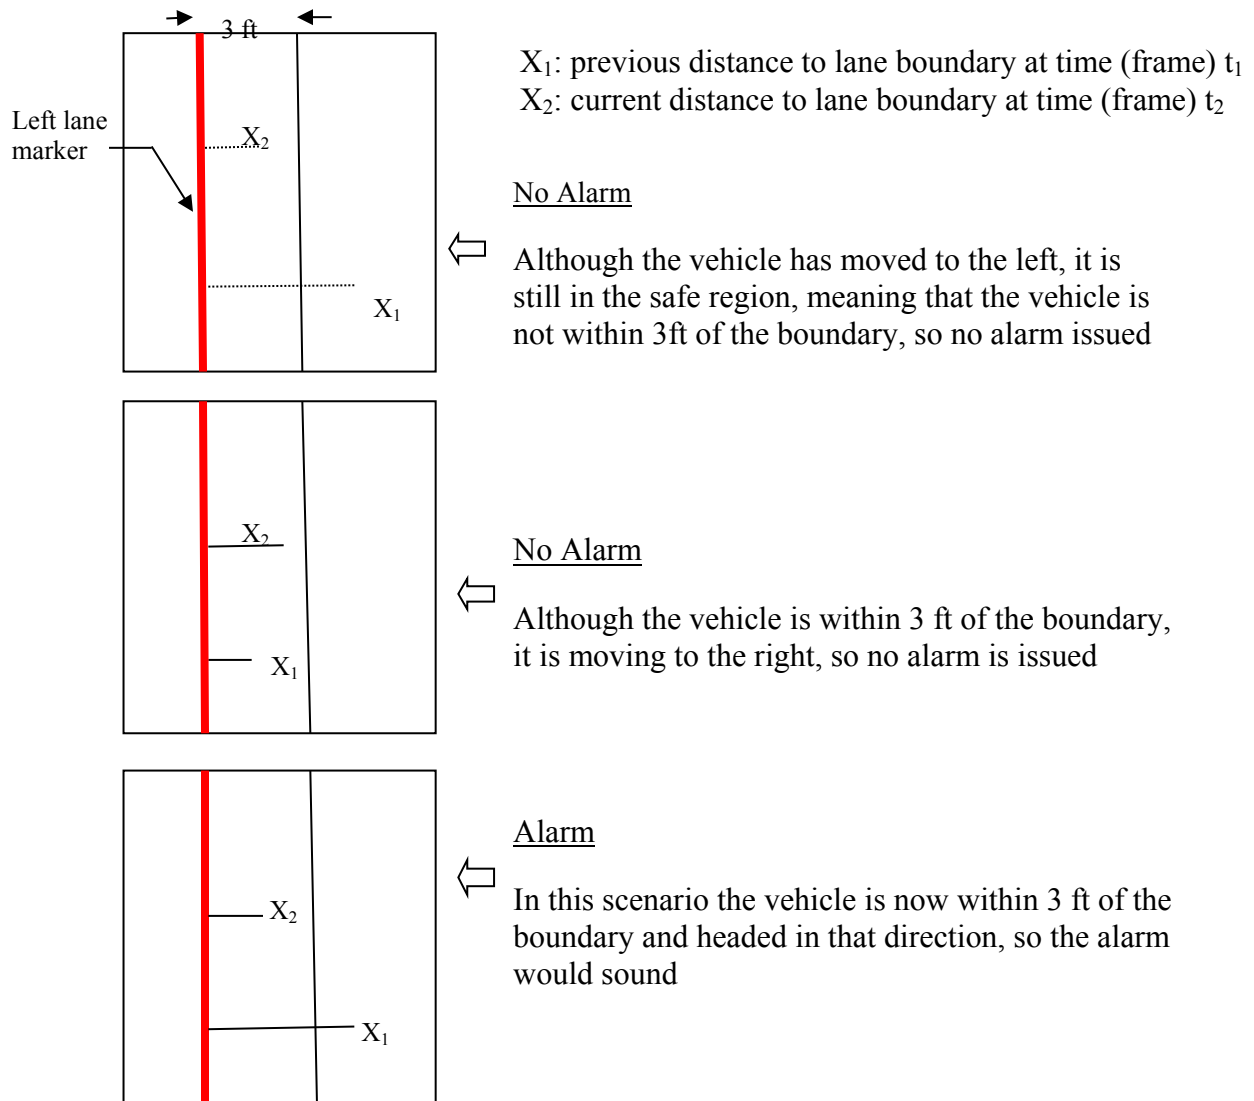 3 ft
X₁: previous distance to lane boundary at time (frame) t₁
X₂: current distance to lane boundary at time (frame) t₂
Left lane
marker
X₂
X₁
No Alarm
Although the vehicle has moved to the left, it is
still in the safe region, meaning that the vehicle is
not within 3ft of the boundary, so no alarm issued
X₂
X₁
No Alarm
Although the vehicle is within 3 ft of the boundary,
it is moving to the right, so no alarm is issued
X₂
X₁
Alarm
In this scenario the vehicle is now within 3 ft of the
boundary and headed in that direction, so the alarm
would sound